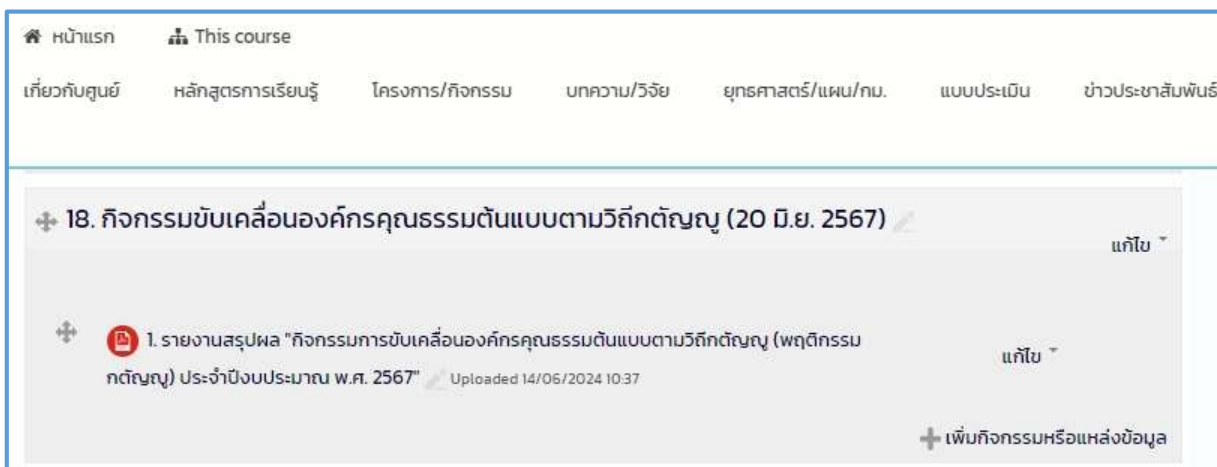 หน้าแรก This course
เกี่ยวกับศูนย์ หลักสูตรการเรียนรู้ โครงการ/กิจกรรม บทความ/วิจัย ยุทธศาสตร์/แผน/กม. แบบประเมิน ข่าวประชาสัมพันธ์
18. กิจกรรมขับเคลื่อนองค์กรคุณธรรมต้นแบบตามวิถีกตัญญู (20 มิ.ย. 2567)
แก้ไข
1. รายงานสรุปผล "กิจกรรมการขับเคลื่อนองค์กรคุณธรรมต้นแบบตามวิถีกตัญญู (พฤติกรรม
กตัญญู) ประจำปีงบประมาณ พ.ศ. 2567" Uploaded 14/06/2024 10:37
แก้ไข
เพิ่มกิจกรรมหรือแหล่งข้อมูล